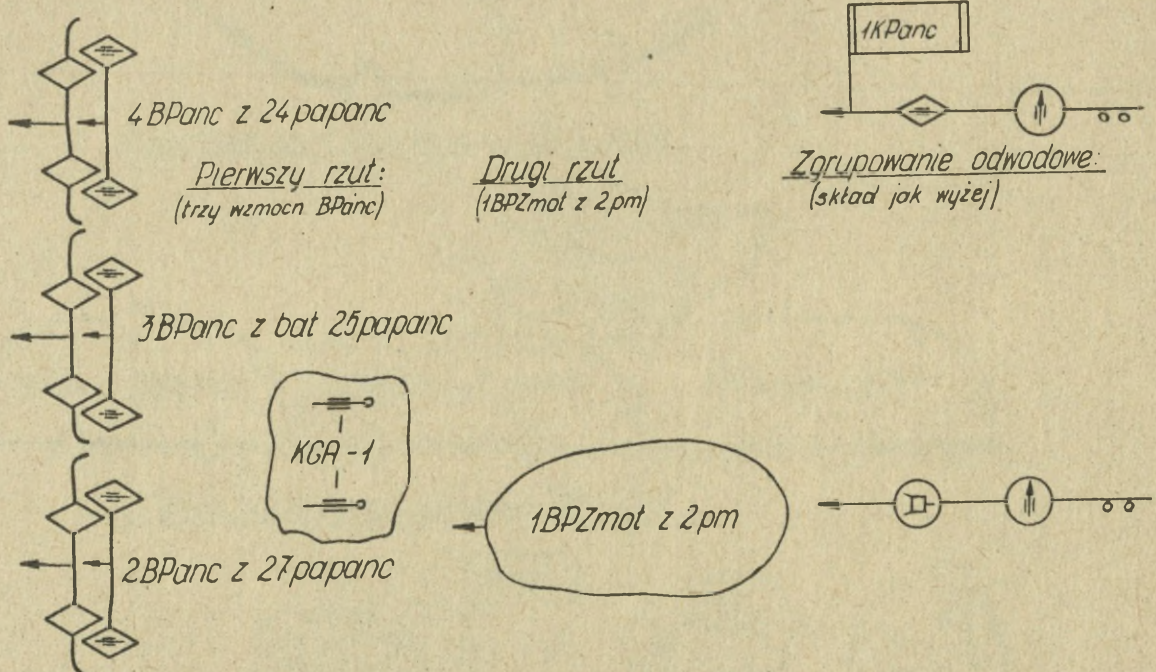 1KPanc
4BPanc z 24papanc
Pierwszy rzut:
(trzy wzmocn BPanc)
Drugi rzut
(1BPZmot z 2pm)
Zgrupowanie odwodowe:
(skład jak wyżej)
3BPanc z bat 25papanc
KGA-1
1BPZmot z 2pm
2BPanc z 27papanc